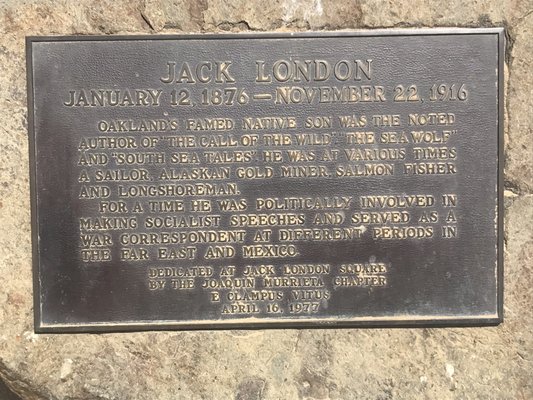 JACK LONDON
JANUARY 12, 1876 — NOVEMBER 22, 1916
OAKLAND'S FAMED NATIVE SON WAS THE NOTED
AUTHOR OF "THE CALL OF THE WILD", "THE SEA WOLF"
AND "SOUTH SEA TALES". HE WAS AT VARIOUS TIMES
A SAILOR, ALASKAN GOLD MINER, SALMON FISHER
AND LONGSHOREMAN.
FOR A TIME HE WAS POLITICALLY INVOLVED IN
MAKING SOCIALIST SPEECHES AND SERVED AS A
WAR CORRESPONDENT AT DIFFERENT PERIODS IN
THE FAR EAST AND MEXICO.
DEDICATED AT JACK LONDON SQUARE
BY THE JOAQUIN MURRIETA CHAPTER
E CLAMPUS VITUS
APRIL 16, 1977